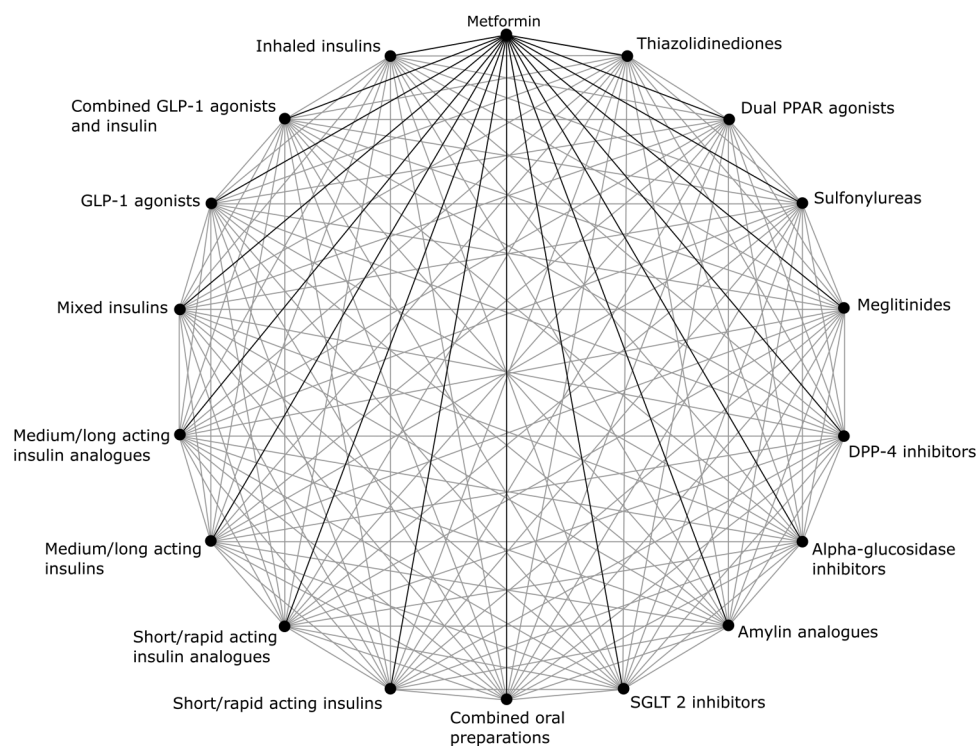 Metformin
Inhaled insulins
Thiazolidinediones
Combined GLP-1 agonists
and insulin
Dual PPAR agonists
GLP-1 agonists
Sulfonylureas
Mixed insulins
Meglitinides
Medium/long acting
insulin analogues
DPP-4 inhibitors
Medium/long acting
insulins
Alpha-glucosidase
inhibitors
Short/rapid acting
insulin analogues
Amylin analogues
Short/rapid acting insulins
Combined oral
preparations
SGLT 2 inhibitors